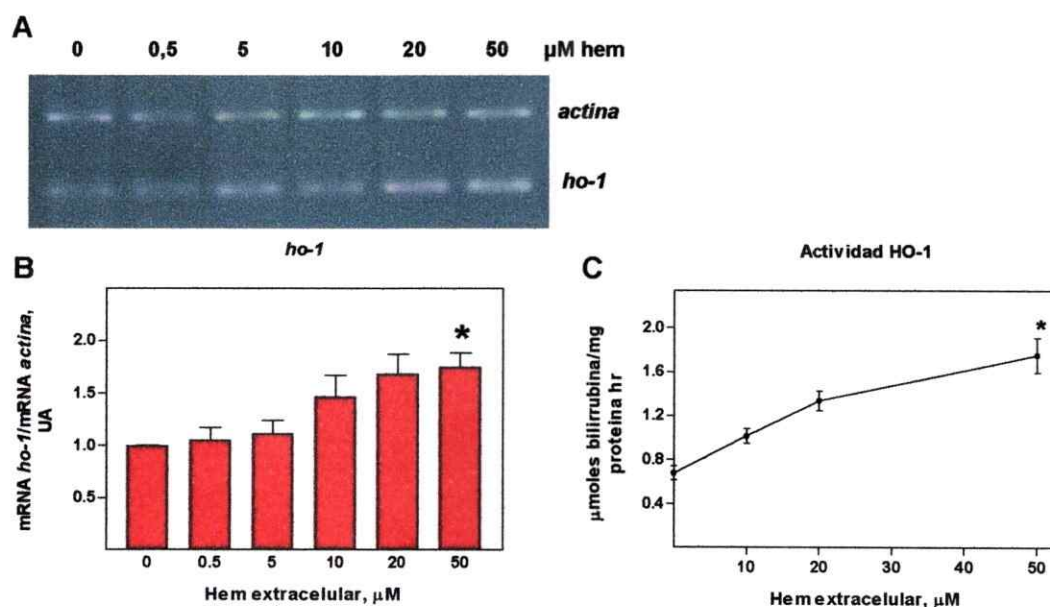 A
0 0,5 5 10 20 50 µM hem
actina
ho-1
B
ho-1
mRNA ho-1/mRNA actina,
UA
2.0
1.5
1.0
0.5
*
0 0.5 5 10 20 50
Hem extracelular, µM
C
Actividad HO-1
µmoles bilirrubina/mg
proteina hr
2.0
1.6
1.2
0.8
0.4
*
10 20 30 40 50
Hem extracelular, µM